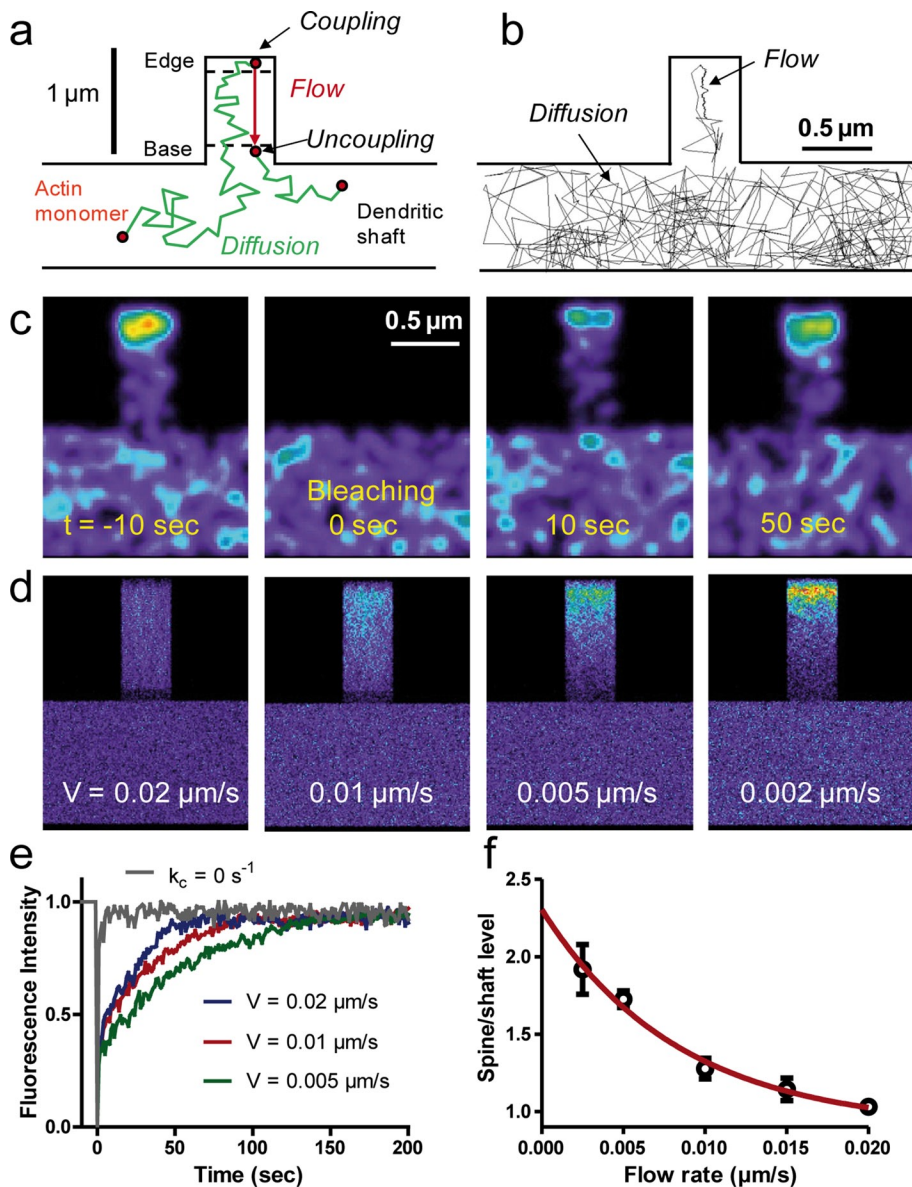 a
Coupling
Edge
Flow
1 µm
Base
Uncoupling
Actin
monomer
Dendritic
shaft
Diffusion
b
Flow
Diffusion
0.5 µm
c
0.5 µm
t = -10 sec
Bleaching
0 sec
10 sec
50 sec
d
V = 0.02 µm/s
0.01 µm/s
0.005 µm/s
0.002 µm/s
e
k_c = 0 s⁻¹
1.0
0.5
0.0
Fluorescence Intensity
V = 0.02 µm/s
V = 0.01 µm/s
V = 0.005 µm/s
0 50 100 150 200
Time (sec)
f
2.5
2.0
1.5
1.0
Spine/shaft level
0.000 0.005 0.010 0.015 0.020
Flow rate (µm/s)